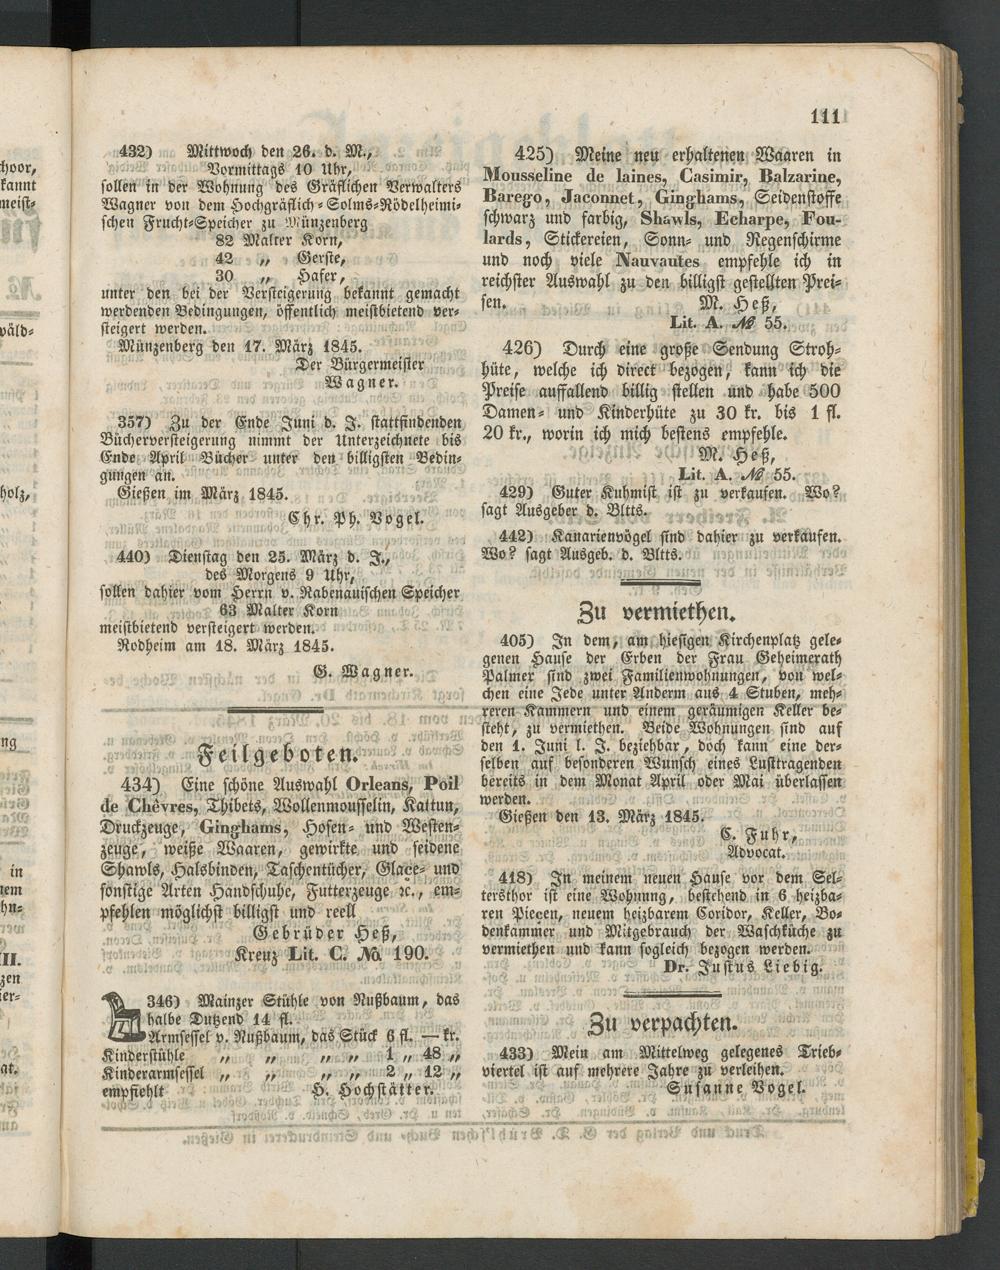 111
432) Mittwoch den 26. d. M.,
Vormittags 10 Uhr,
sollen in der Wohnung des Gräflichen Verwalters
Wagner von dem Hochgräflich-Solms-Rödelheimi-
schen Frucht-Speicher zu Münzenberg
82 Malter Korn,
42 „ Gerste,
30 „ Hafer,
unter den bei der Versteigerung bekannt gemacht
werdenden Bedingungen, öffentlich meistbietend ver-
steigert werden.
Münzenberg den 17. März 1845.
Der Bürgermeister
Wagner.
357) Zu der Ende Juni d. J. stattfindenden
Bücherversteigerung nimmt der Unterzeichnete bis
Ende April Bücher unter den billigsten Bedin-
gungen an.
Gießen im März 1845.
Chr. Ph. Vogel.
440) Dienstag den 25. März d. J.,
des Morgens 9 Uhr,
sollen dahier vom Herrn v. Rabenauischen Speicher
63 Malter Korn
meistbietend versteigert werden.
Rodheim am 18. März 1845.
G. Wagner.
Feilgeboten.
434) Eine schöne Auswahl Orleans, Poil
de Chêvres, Thibets, Wollenmousselin, Kattun,
Druckzeuge, Ginghams, Hosen- und Westen-
zeuge, weiße Waaren, gewirkte und seidene
Shawls, Halsbinden, Taschentücher, Glace- und
sonstige Arten Handschuhe, Futterzeuge ꝛc., em-
pfehlen möglichst billigst und reell
Gebrüder Heß,
Kreuz Lit. C. No. 190.
346) Mainzer Stühle von Nußbaum, das
halbe Dutzend 14 fl.
Armsessel v. Nußbaum, das Stück 6 fl. — kr.
Kinderstühle „ „ „ „ 1 „ 48 „
Kinderarmsessel „ „ „ „ 2 „ 12 „
empfiehlt H. Hochstätter.
425) Meine neu erhaltenen Waaren in
Mousseline de laines, Casimir, Balzarine,
Barego, Jaconnet, Ginghams, Seidenstoffe
schwarz und farbig, Shawls, Echarpe, Fou-
lards, Stickereien, Sonn- und Regenschirme
und noch viele Nauvautes empfehle ich in
reichster Auswahl zu den billigst gestellten Prei-
sen. M. Heß,
Lit. A. № 55.
426) Durch eine große Sendung Stroh-
hüte, welche ich direct bezogen, kann ich die
Preise auffallend billig stellen und habe 500
Damen- und Kinderhüte zu 30 kr. bis 1 fl.
20 kr., worin ich mich bestens empfehle.
M. Heß,
Lit. A. № 55.
429) Guter Kuhmist ist zu verkaufen. Wo?
sagt Ausgeber d. Bltts.
442) Kanarienvögel sind dahier zu verkaufen.
Wo? sagt Ausgeb. d. Bltts.
Zu vermiethen.
405) In dem, am hiesigen Kirchenplatz gele-
genen Hause der Erben der Frau Geheimerath
Palmer sind zwei Familienwohnungen, von wel-
chen eine Jede unter Anderm aus 4 Stuben, meh-
reren Kammern und einem geräumigen Keller be-
steht, zu vermiethen. Beide Wohnungen sind auf
den 1. Juni l. J. beziehbar, doch kann eine der-
selben auf besonderen Wunsch eines Lusttragenden
bereits in dem Monat April oder Mai überlassen
werden.
Gießen den 13. März 1845.
C. Fuhr,
Advocat.
418) In meinem neuen Hause vor dem Sel-
tersthor ist eine Wohnung, bestehend in 6 heizba-
ren Pieçen, neuem heizbarem Coridor, Keller, Bo-
denkammer und Mitgebrauch der Waschküche zu
vermiethen und kann sogleich bezogen werden.
Dr. Justus Liebig.
Zu verpachten.
433) Mein am Mittelweg gelegenes Trieb-
viertel ist auf mehrere Jahre zu verleihen.
Susanne Vogel.